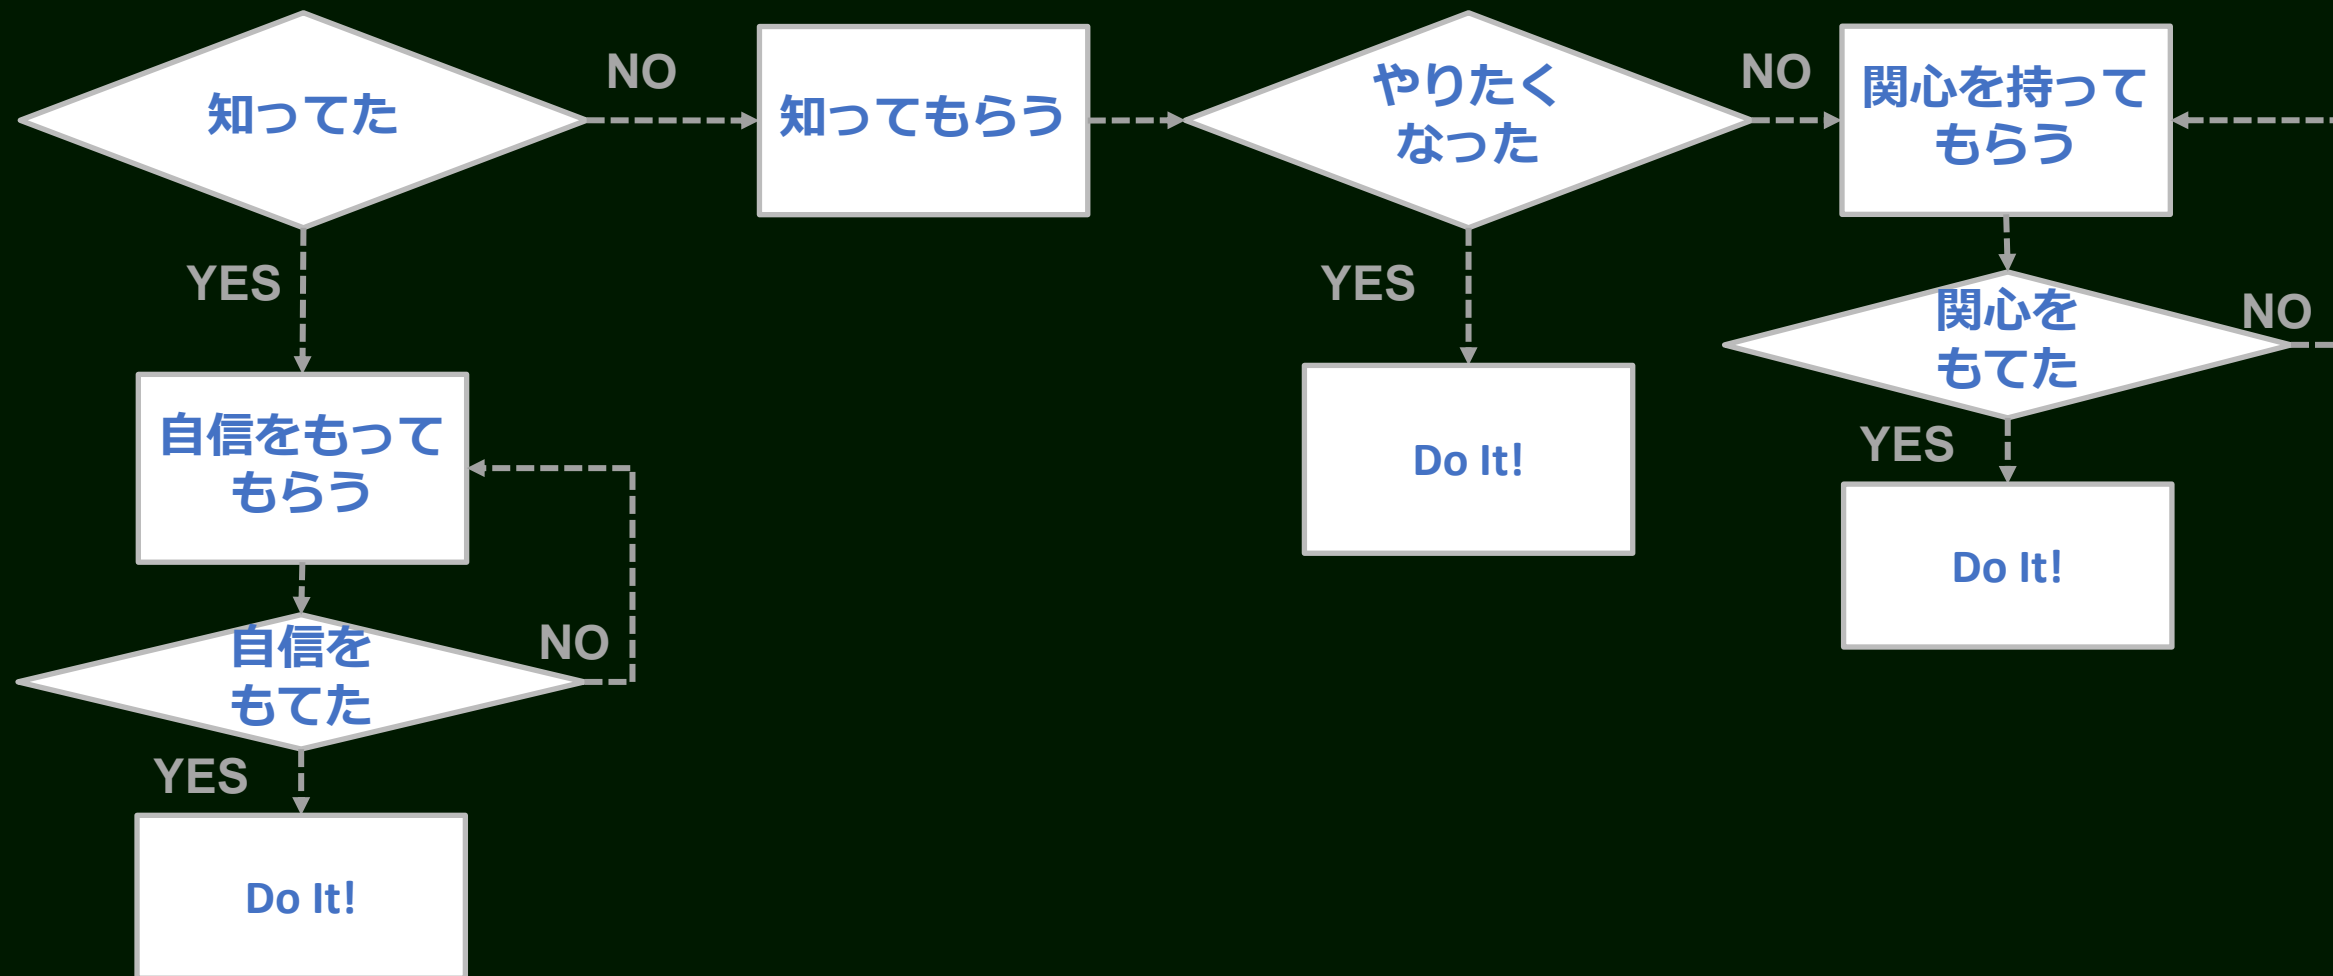 知ってた
NO
知ってもらう
やりたく
なった
NO
関心を持って
もらう
YES
YES
関心を
もてた
NO
自信をもって
もらう
Do It!
YES
Do It!
自信を
もてた
NO
YES
Do It!